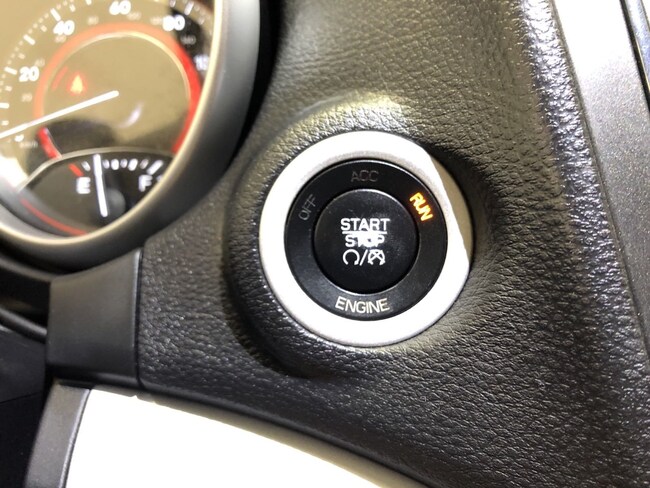 20
40
60
80
E
F
OFF
ACC
RUN
START
STOP
ENGINE